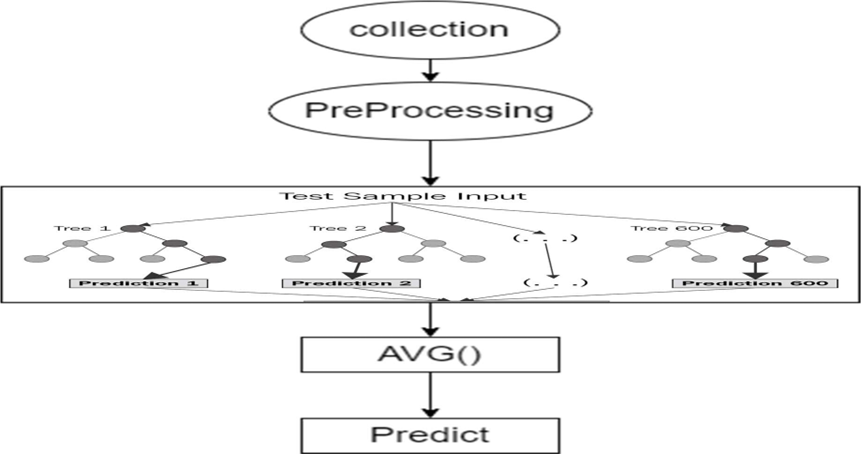 collection
PreProcessing
Test Sample Input
Tree 1
Tree 2
(. . .)
Tree 600
Prediction 1
Prediction 2
(. . .)
Prediction 600
AVG()
Predict